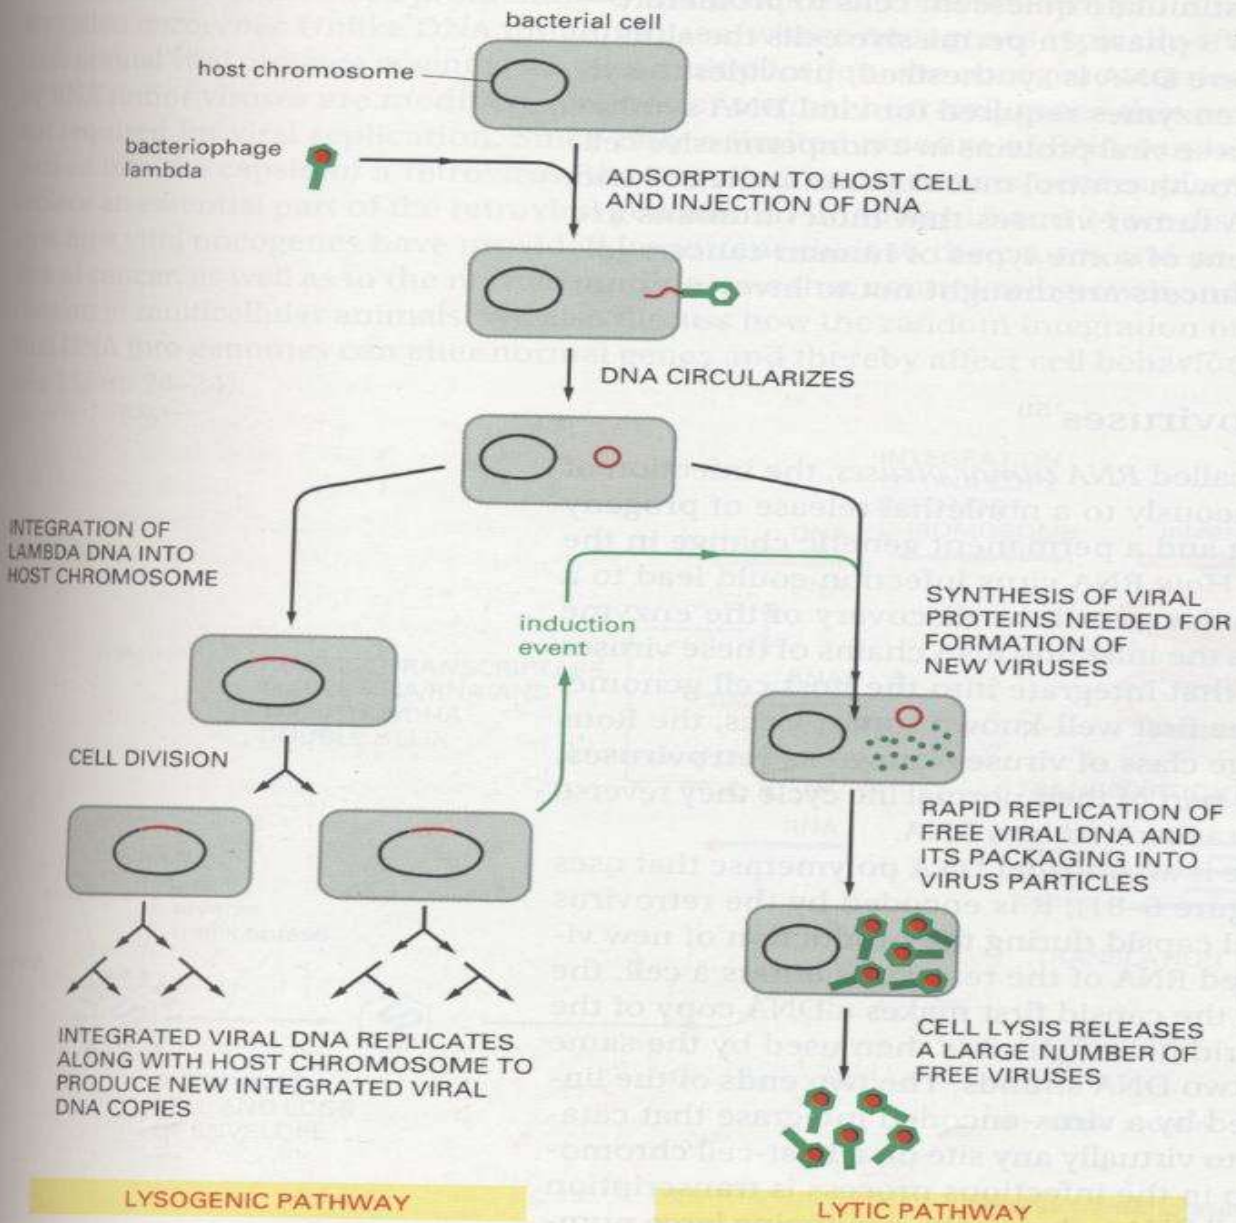 bacterial cell
host chromosome
bacteriophage
lambda
ADSORPTION TO HOST CELL
AND INJECTION OF DNA
DNA CIRCULARIZES
INTEGRATION OF
LAMBDA DNA INTO
HOST CHROMOSOME
induction
event
SYNTHESIS OF VIRAL
PROTEINS NEEDED FOR
FORMATION OF
NEW VIRUSES
CELL DIVISION
RAPID REPLICATION OF
FREE VIRAL DNA AND
ITS PACKAGING INTO
VIRUS PARTICLES
INTEGRATED VIRAL DNA REPLICATES
ALONG WITH HOST CHROMOSOME TO
PRODUCE NEW INTEGRATED VIRAL
DNA COPIES
CELL LYSIS RELEASES
A LARGE NUMBER OF
FREE VIRUSES
LYSOGENIC PATHWAY
LYTIC PATHWAY